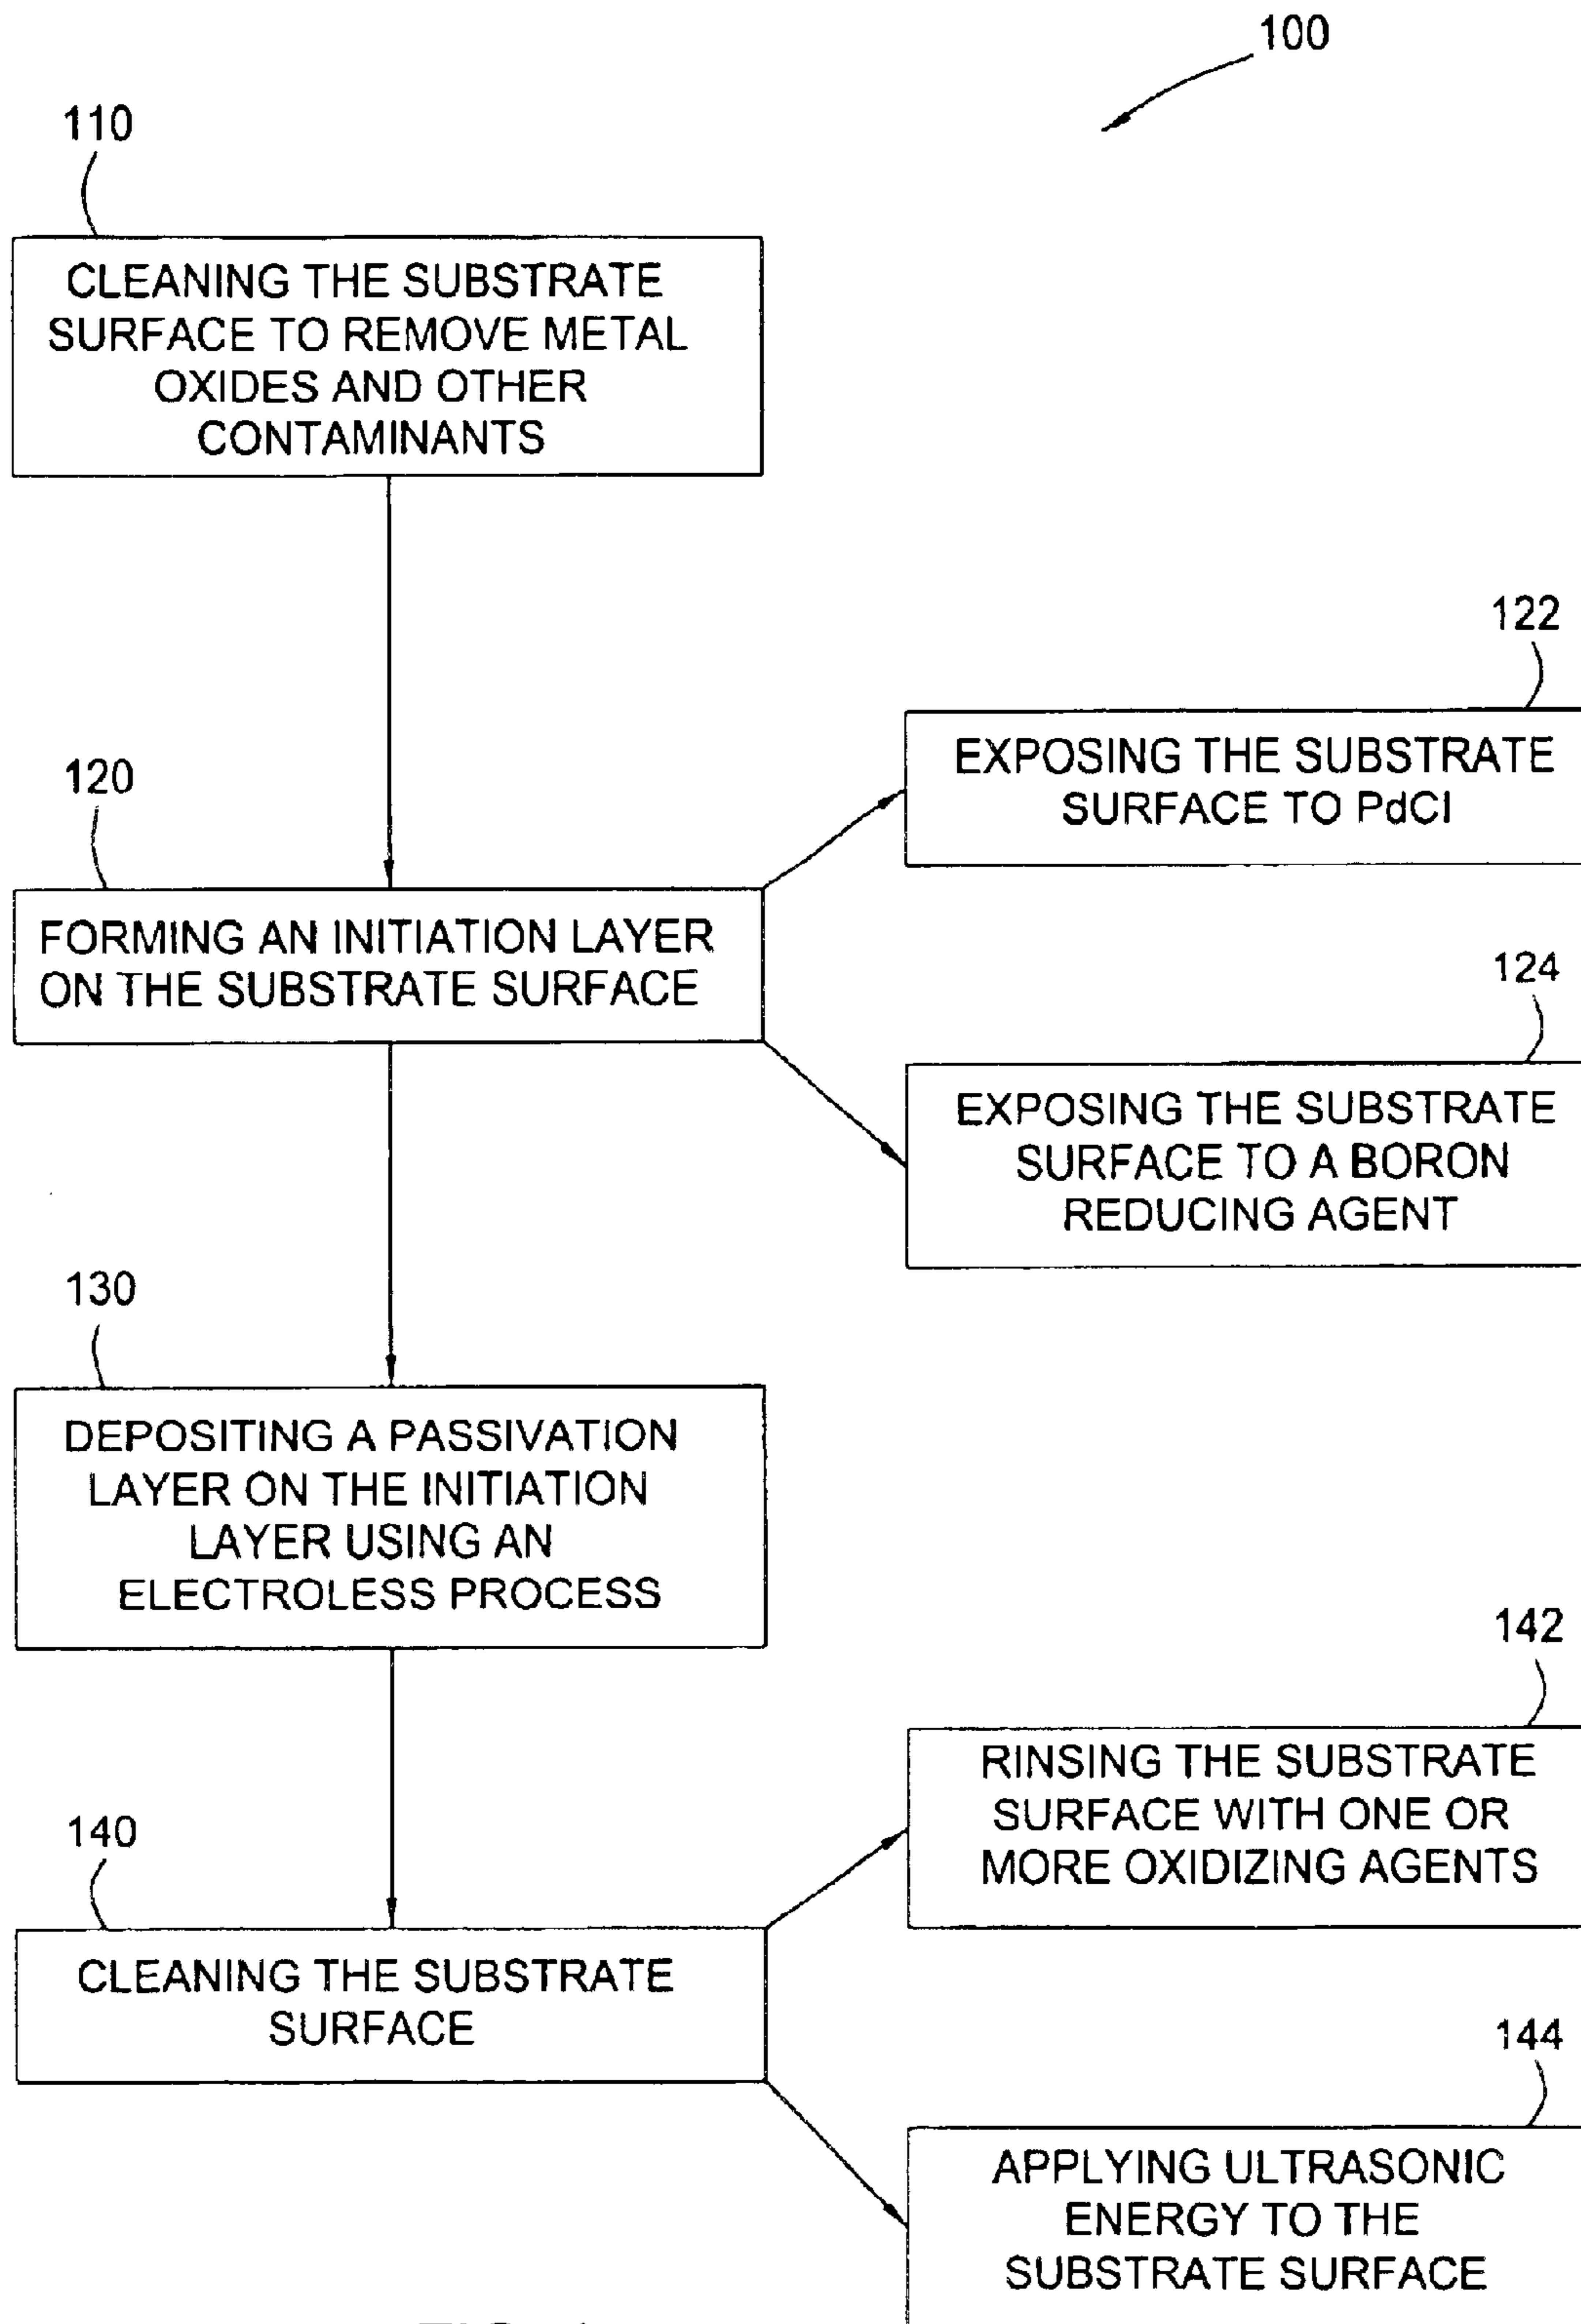 100
110
CLEANING THE SUBSTRATE
SURFACE TO REMOVE METAL
OXIDES AND OTHER
CONTAMINANTS
122
EXPOSING THE SUBSTRATE
SURFACE TO PdCl
120
FORMING AN INITIATION LAYER
ON THE SUBSTRATE SURFACE
124
EXPOSING THE SUBSTRATE
SURFACE TO A BORON
REDUCING AGENT
130
DEPOSITING A PASSIVATION
LAYER ON THE INITIATION
LAYER USING AN
ELECTROLESS PROCESS
142
RINSING THE SUBSTRATE
SURFACE WITH ONE OR
MORE OXIDIZING AGENTS
140
CLEANING THE SUBSTRATE
SURFACE
144
APPLYING ULTRASONIC
ENERGY TO THE
SUBSTRATE SURFACE